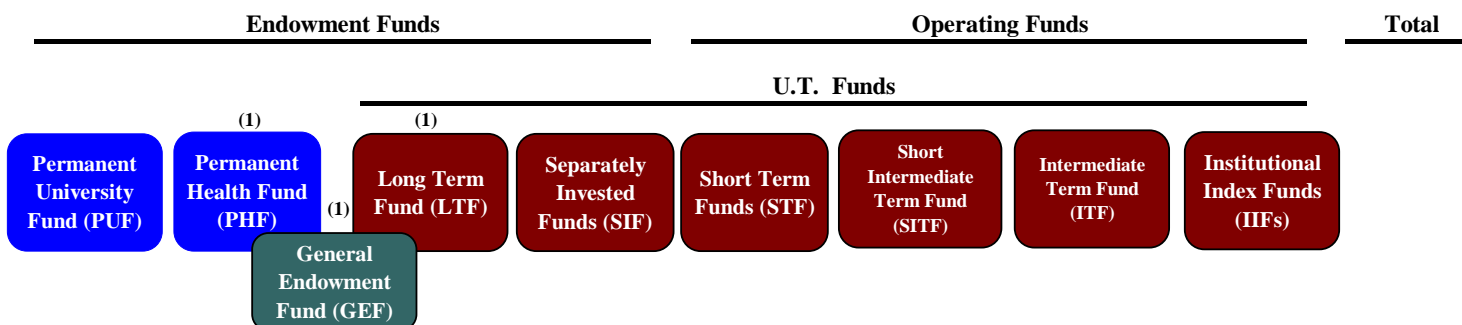 Endowment Funds
Operating Funds
Total
U.T. Funds
(1)
(1)
Permanent
University
Fund (PUF)
Permanent
Health Fund
(PHF)
(1)
Long Term
Fund (LTF)
Separately
Invested
Funds (SIF)
Short Term
Funds (STF)
Short
Intermediate
Term Fund
(SITF)
Intermediate
Term Fund
(ITF)
Institutional
Index Funds
(IIFs)
General
Endowment
Fund (GEF)